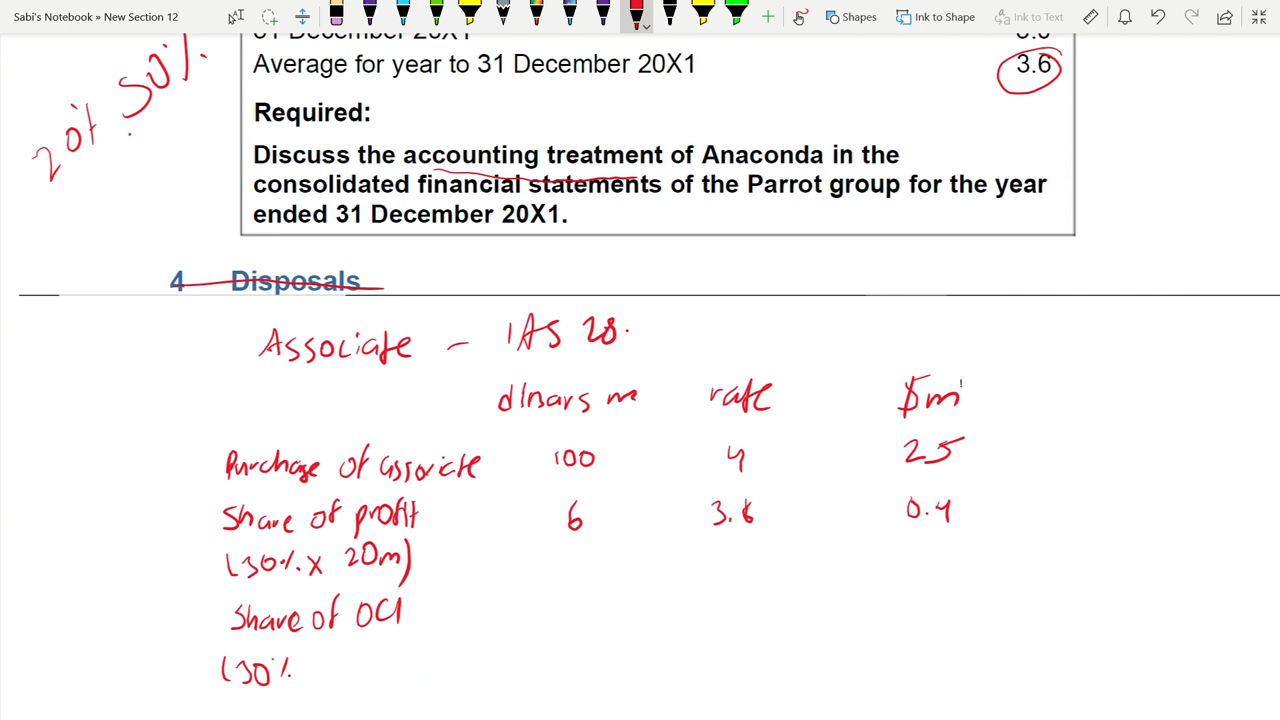 Sabi's Notebook » New Section 12
Shapes
Ink to Shape
Ink to Text
31 December 20X1
Average for year to 31 December 20X1 3.6
20% 50%
Required:
Discuss the accounting treatment of Anaconda in the
consolidated financial statements of the Parrot group for the year
ended 31 December 20X1.
4 Disposals
Associate – IAS 28.
dinars m rate $m
Purchase of associate 100 4 25
Share of profit 6 3.6 0.4
(30% x 20m)
Share of OCI
(30%